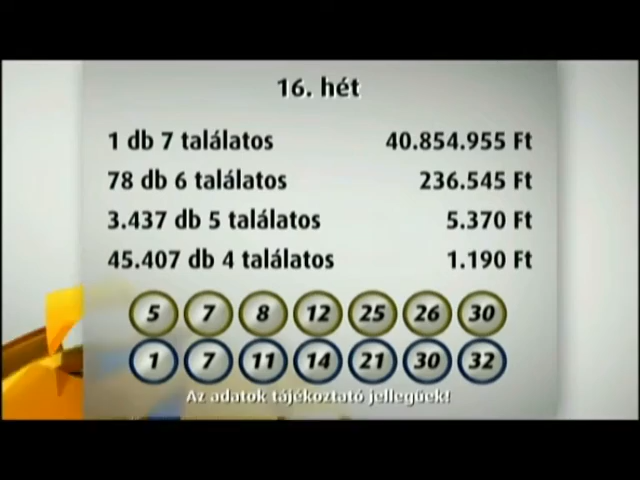 16. hét
1 db 7 találatos 40.854.955 Ft
78 db 6 találatos 236.545 Ft
3.437 db 5 találatos 5.370 Ft
45.407 db 4 találatos 1.190 Ft
5 7 8 12 25 26 30
1 7 11 14 21 30 32
Az adatok tájékoztató jellegűek!